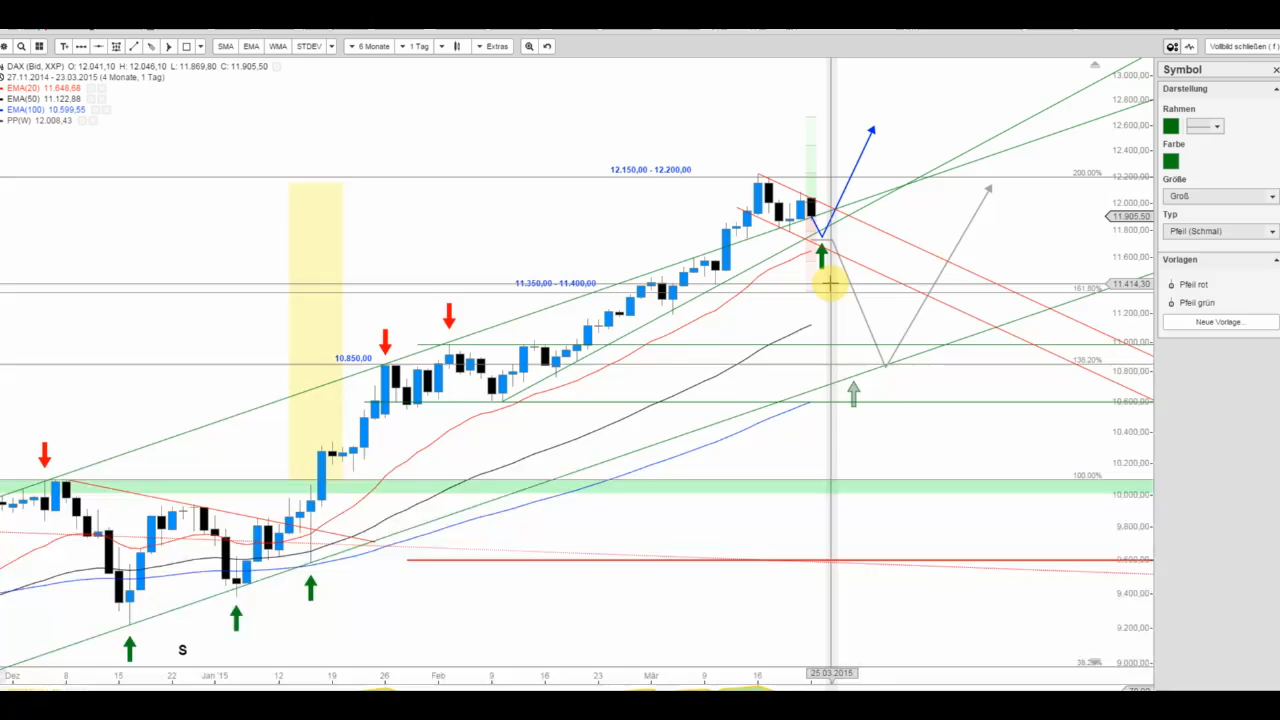 T+
SMA
EMA
WMA
STDEV
6 Monate
1 Tag
Extras
Vollbild schließen (f)
DAX (Bid, XXP) O: 12.041,10 H: 12.046,10 L: 11.869,80 C: 11.905,50
27.11.2014 - 23.03.2015 (4 Monate, 1 Tag)
EMA(20) 11.648,68
EMA(50) 11.122,88
EMA(100) 10.599,55
PP(W) 12.008,43
12.150,00 - 12.200,00
11.350,00 - 11.400,00
10.850,00
S
200.00%
161.80%
138.20%
100.00%
38.20%
13.000,00
12.800,00
12.600,00
12.400,00
12.200,00
12.000,00
11.905,50
11.800,00
11.600,00
11.414,30
11.200,00
11.000,00
10.800,00
10.600,00
10.400,00
10.200,00
10.000,00
9.800,00
9.600,00
9.400,00
9.200,00
9.000,00
Dez
8
15
22
Jan '15
12
19
26
Feb
9
16
23
Mär
9
16
25.03.2015
Symbol
Darstellung
Rahmen
Farbe
Größe
Groß
Typ
Pfeil (Schmal)
Vorlagen
Pfeil rot
Pfeil grün
Neue Vorlage...